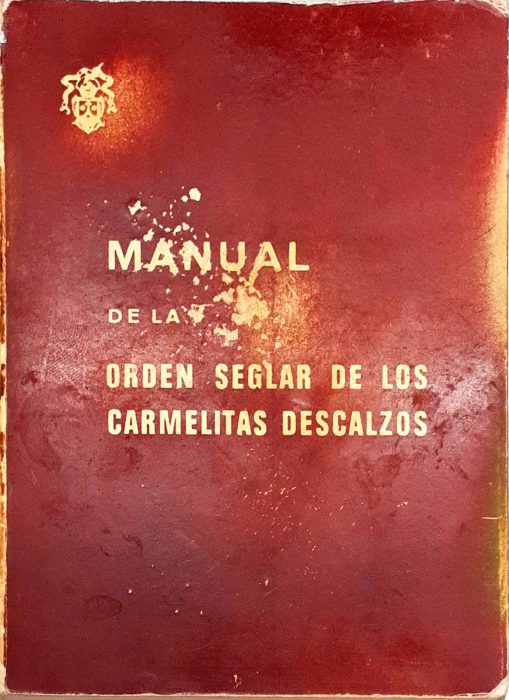 MANUAL
DE LA
ORDEN SEGLAR DE LOS
CARMELITAS DESCALZOS